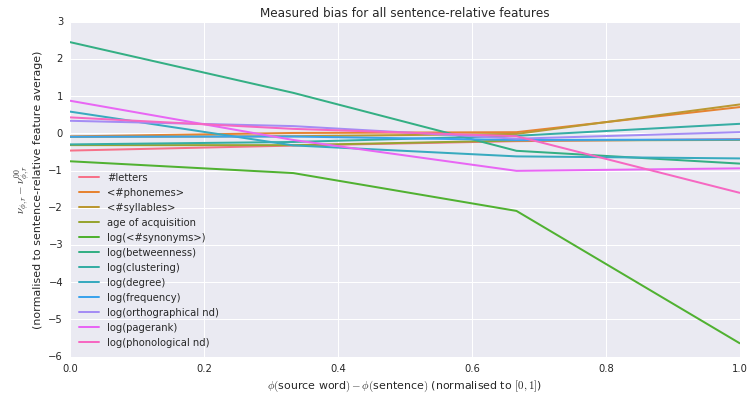 Measured bias for all sentence-relative features
3
2
1
0
−1
−2
−3
−4
−5
−6
0.0 0.2 0.4 0.6 0.8 1.0
ν_{ϕ,r} − ν^{00}_{ϕ,r}
(normalised to sentence-relative feature average)
#letters
<#phonemes>
<#syllables>
age of acquisition
log(<#synonyms>)
log(betweenness)
log(clustering)
log(degree)
log(frequency)
log(orthographical nd)
log(pagerank)
log(phonological nd)
ϕ(source word) − ϕ(sentence) (normalised to [0, 1])